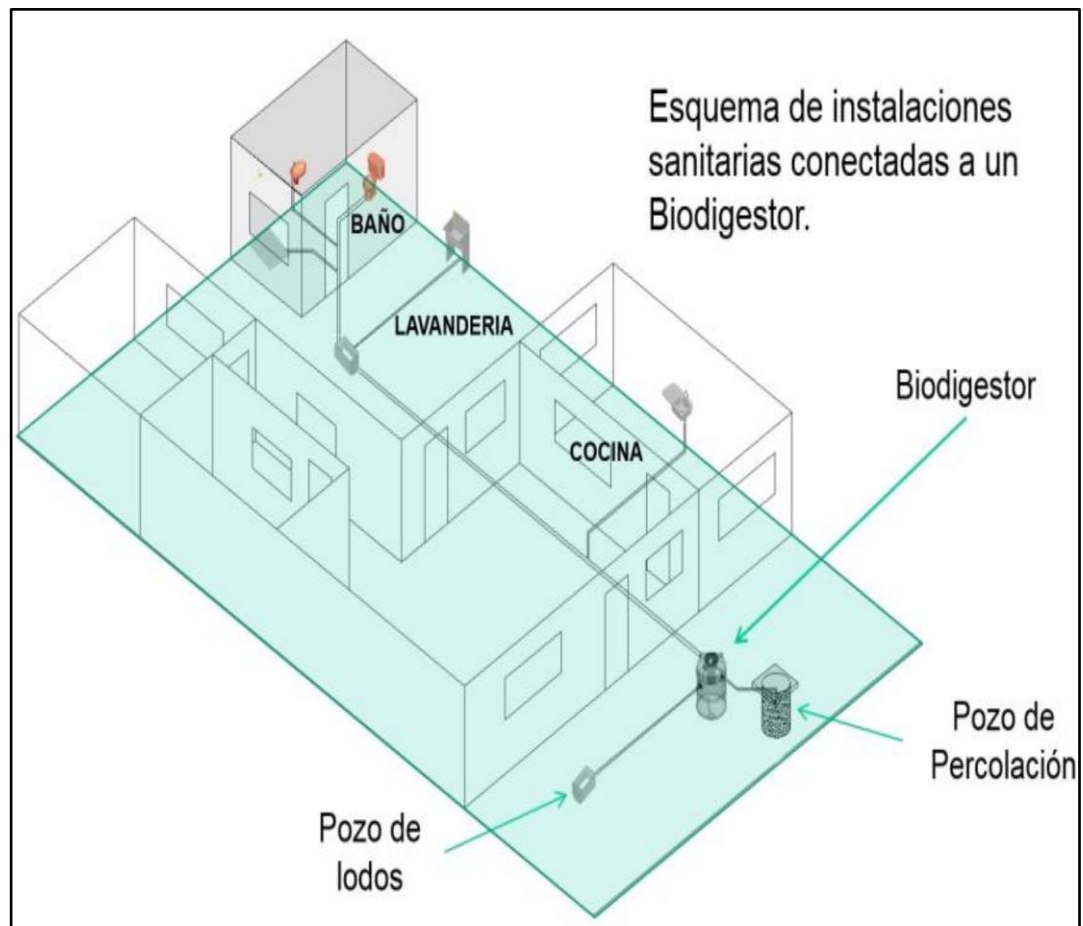 Esquema de instalaciones
sanitarias conectadas a un
Biodigestor.
BAÑO
LAVANDERIA
COCINA
Biodigestor
Pozo de
Percolación
Pozo de
lodos